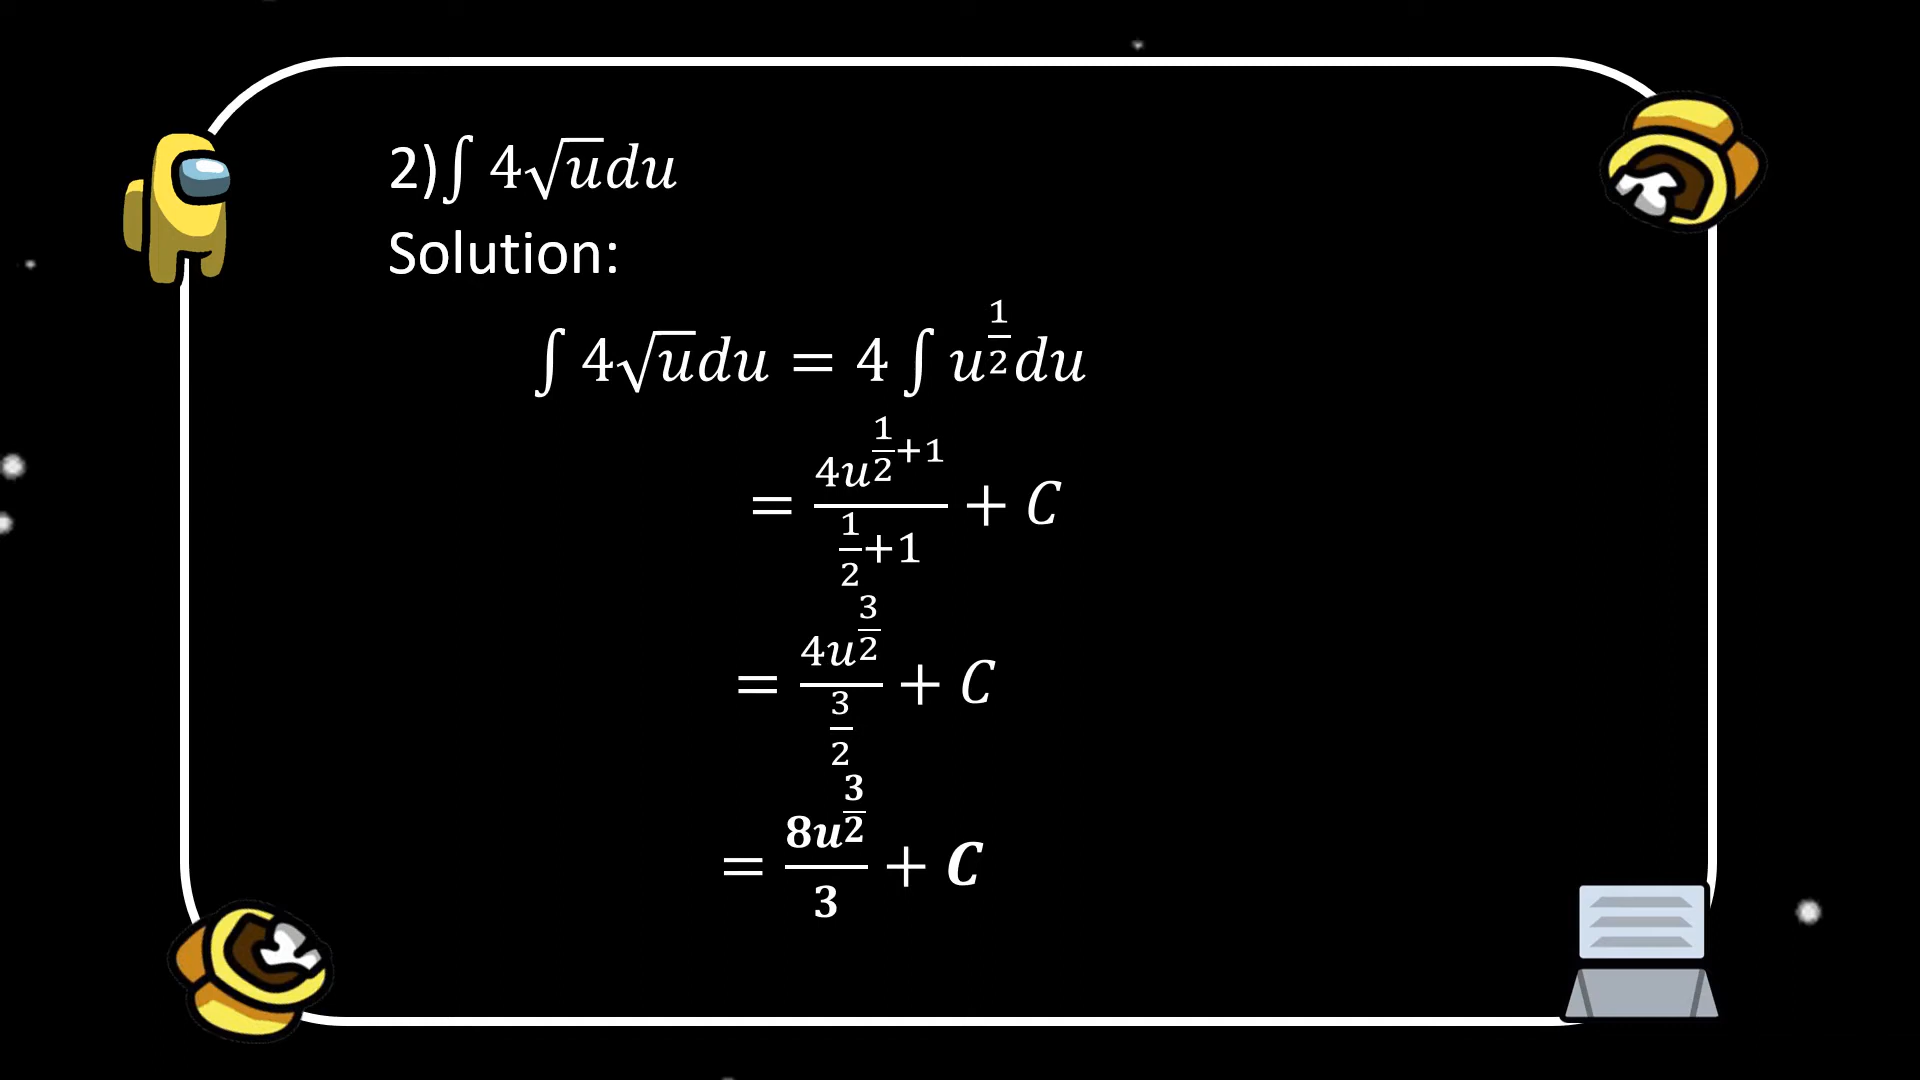 2)∫ 4√u du
Solution:
∫ 4√u du = 4 ∫ u^(1/2) du
= (4u^(1/2+1))/(1/2+1) + C
= (4u^(3/2))/(3/2) + C
= (8u^(3/2))/3 + C